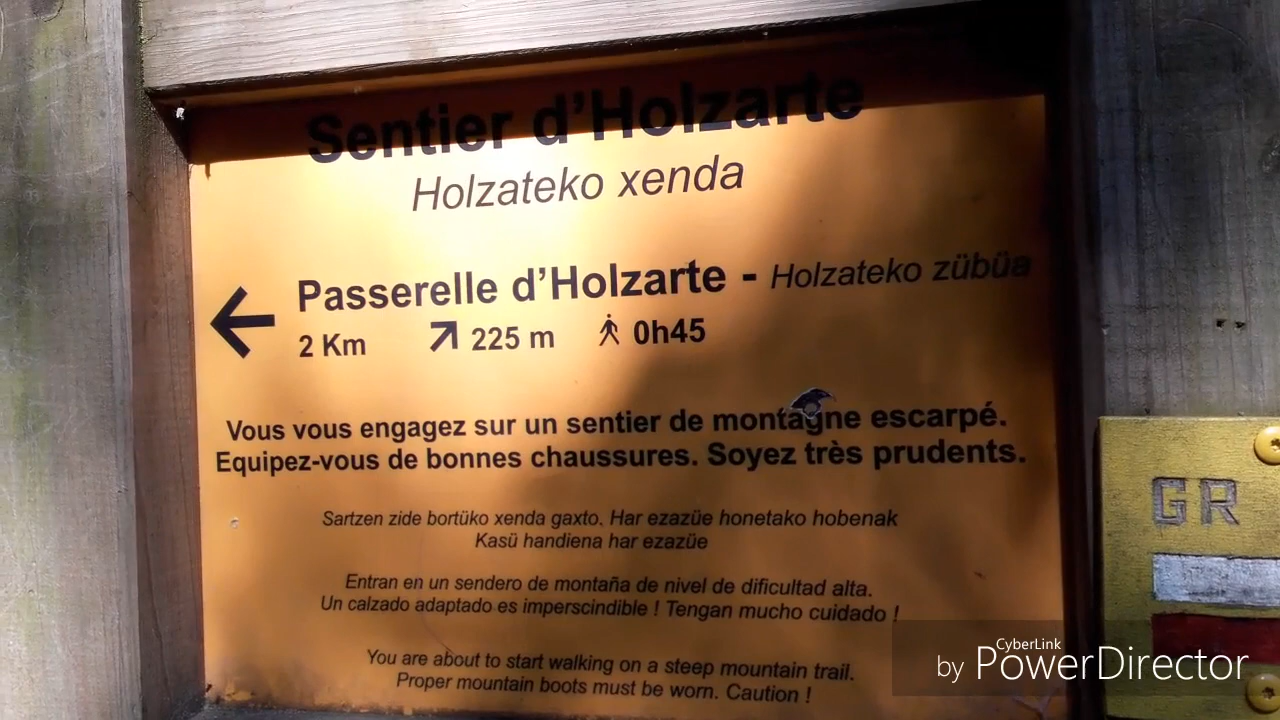 Sentier d'Holzarte
Holzateko xenda
Passerelle d'Holzarte - Holzateko zübüa
2 Km 225 m 0h45
Vous vous engagez sur un sentier de montagne escarpé.
Equipez-vous de bonnes chaussures. Soyez très prudents.
Sartzen zide bortüko xenda gaxto. Har ezazüe honetako hobenak
Kasü handiena har ezazüe
Entran en un sendero de montaña de nivel de dificultad alta.
Un calzado adaptado es imperscindible ! Tengan mucho cuidado !
You are about to start walking on a steep mountain trail.
Proper mountain boots must be worn. Caution !
GR
CyberLink
by PowerDirector